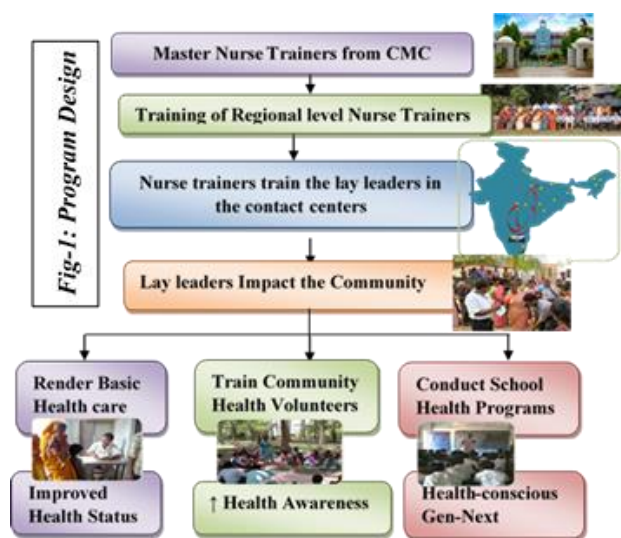 Fig-1: Program Design
Master Nurse Trainers from CMC
Training of Regional level Nurse Trainers
Nurse trainers train the lay leaders in
the contact centers
Lay leaders Impact the Community
Render Basic
Health care
Improved
Health Status
Train Community
Health Volunteers
↑ Health Awareness
Conduct School
Health Programs
Health-conscious
Gen-Next